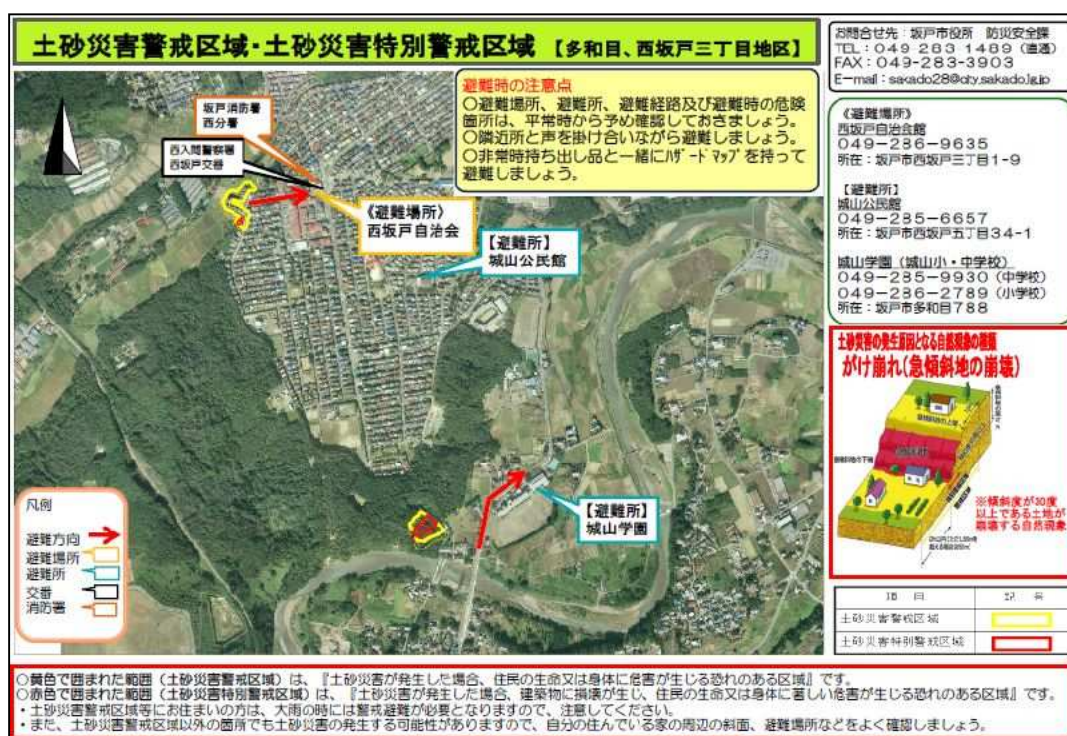 土砂災害警戒区域・土砂災害特別警戒区域 【多和目、西坂戸三丁目地区】
お問合せ先:坂戸市役所 防災安全課
TEL:049-283-1489(直通)
FAX:049-283-3903
E-mail:sakado28@city.sakado.lg.jp
避難時の注意点
○避難場所、避難所、避難経路及び避難時の危険
箇所は、平常時から予め確認しておきましょう。
○隣近所と声を掛け合いながら避難しましょう。
○非常時持ち出し品と一緒にハザードマップを持って
避難しましょう。
坂戸消防署
西分署
西入間警察署
西坂戸交番
《避難場所》
西坂戸自治会
【避難所】
城山公民館
【避難所】
城山学園
《避難場所》
西坂戸自治会館
049-286-9635
所在:坂戸市西坂戸三丁目1-9
【避難所】
城山公民館
049-285-6657
所在:坂戸市西坂戸五丁目34-1
城山学園(城山小・中学校)
049-285-9930(中学校)
049-286-2789(小学校)
所在:坂戸市多和目788
土砂災害の発生原因となる自然現象の種類
がけ崩れ(急傾斜地の崩壊)
※傾斜度が30度
以上である土地が
崩壊する自然現象
凡例
避難方向
避難場所
避難所
交番
消防署
項 目 記 号
土砂災害警戒区域
土砂災害特別警戒区域
○黄色で囲まれた範囲(土砂災害警戒区域)は、『土砂災害が発生した場合、住民の生命又は身体に危害が生じる恐れのある区域』です。
○赤色で囲まれた範囲(土砂災害特別警戒区域)は、『土砂災害が発生した場合、建築物に損壊が生じ、住民の生命又は身体に著しい危害が生じる恐れのある区域』です。
・土砂災害警戒区域等にお住まいの方は、大雨の時には警戒避難が必要となりますので、注意してください。
・また、土砂災害警戒区域以外の箇所でも土砂災害の発生する可能性がありますので、自分の住んでいる家の周辺の斜面、避難場所などをよく確認しましょう。